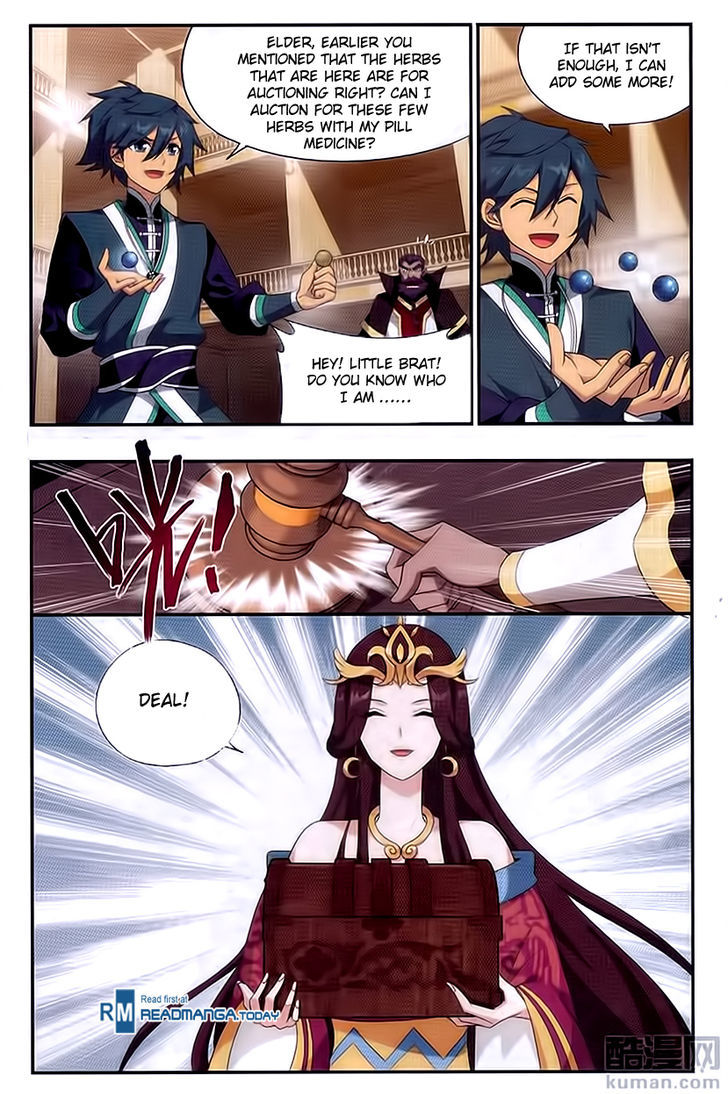 ELDER, EARLIER YOU
MENTIONED THAT THE HERBS
THAT ARE HERE ARE FOR
AUCTIONING RIGHT? CAN I
AUCTION FOR THESE FEW
HERBS WITH MY PILL
MEDICINE?
IF THAT ISN'T
ENOUGH, I CAN
ADD SOME MORE!
HEY! LITTLE BRAT!
DO YOU KNOW WHO
I AM ......
DEAL!
RM
Read first at
READMANGA.TODAY
酷漫网
kuman.com